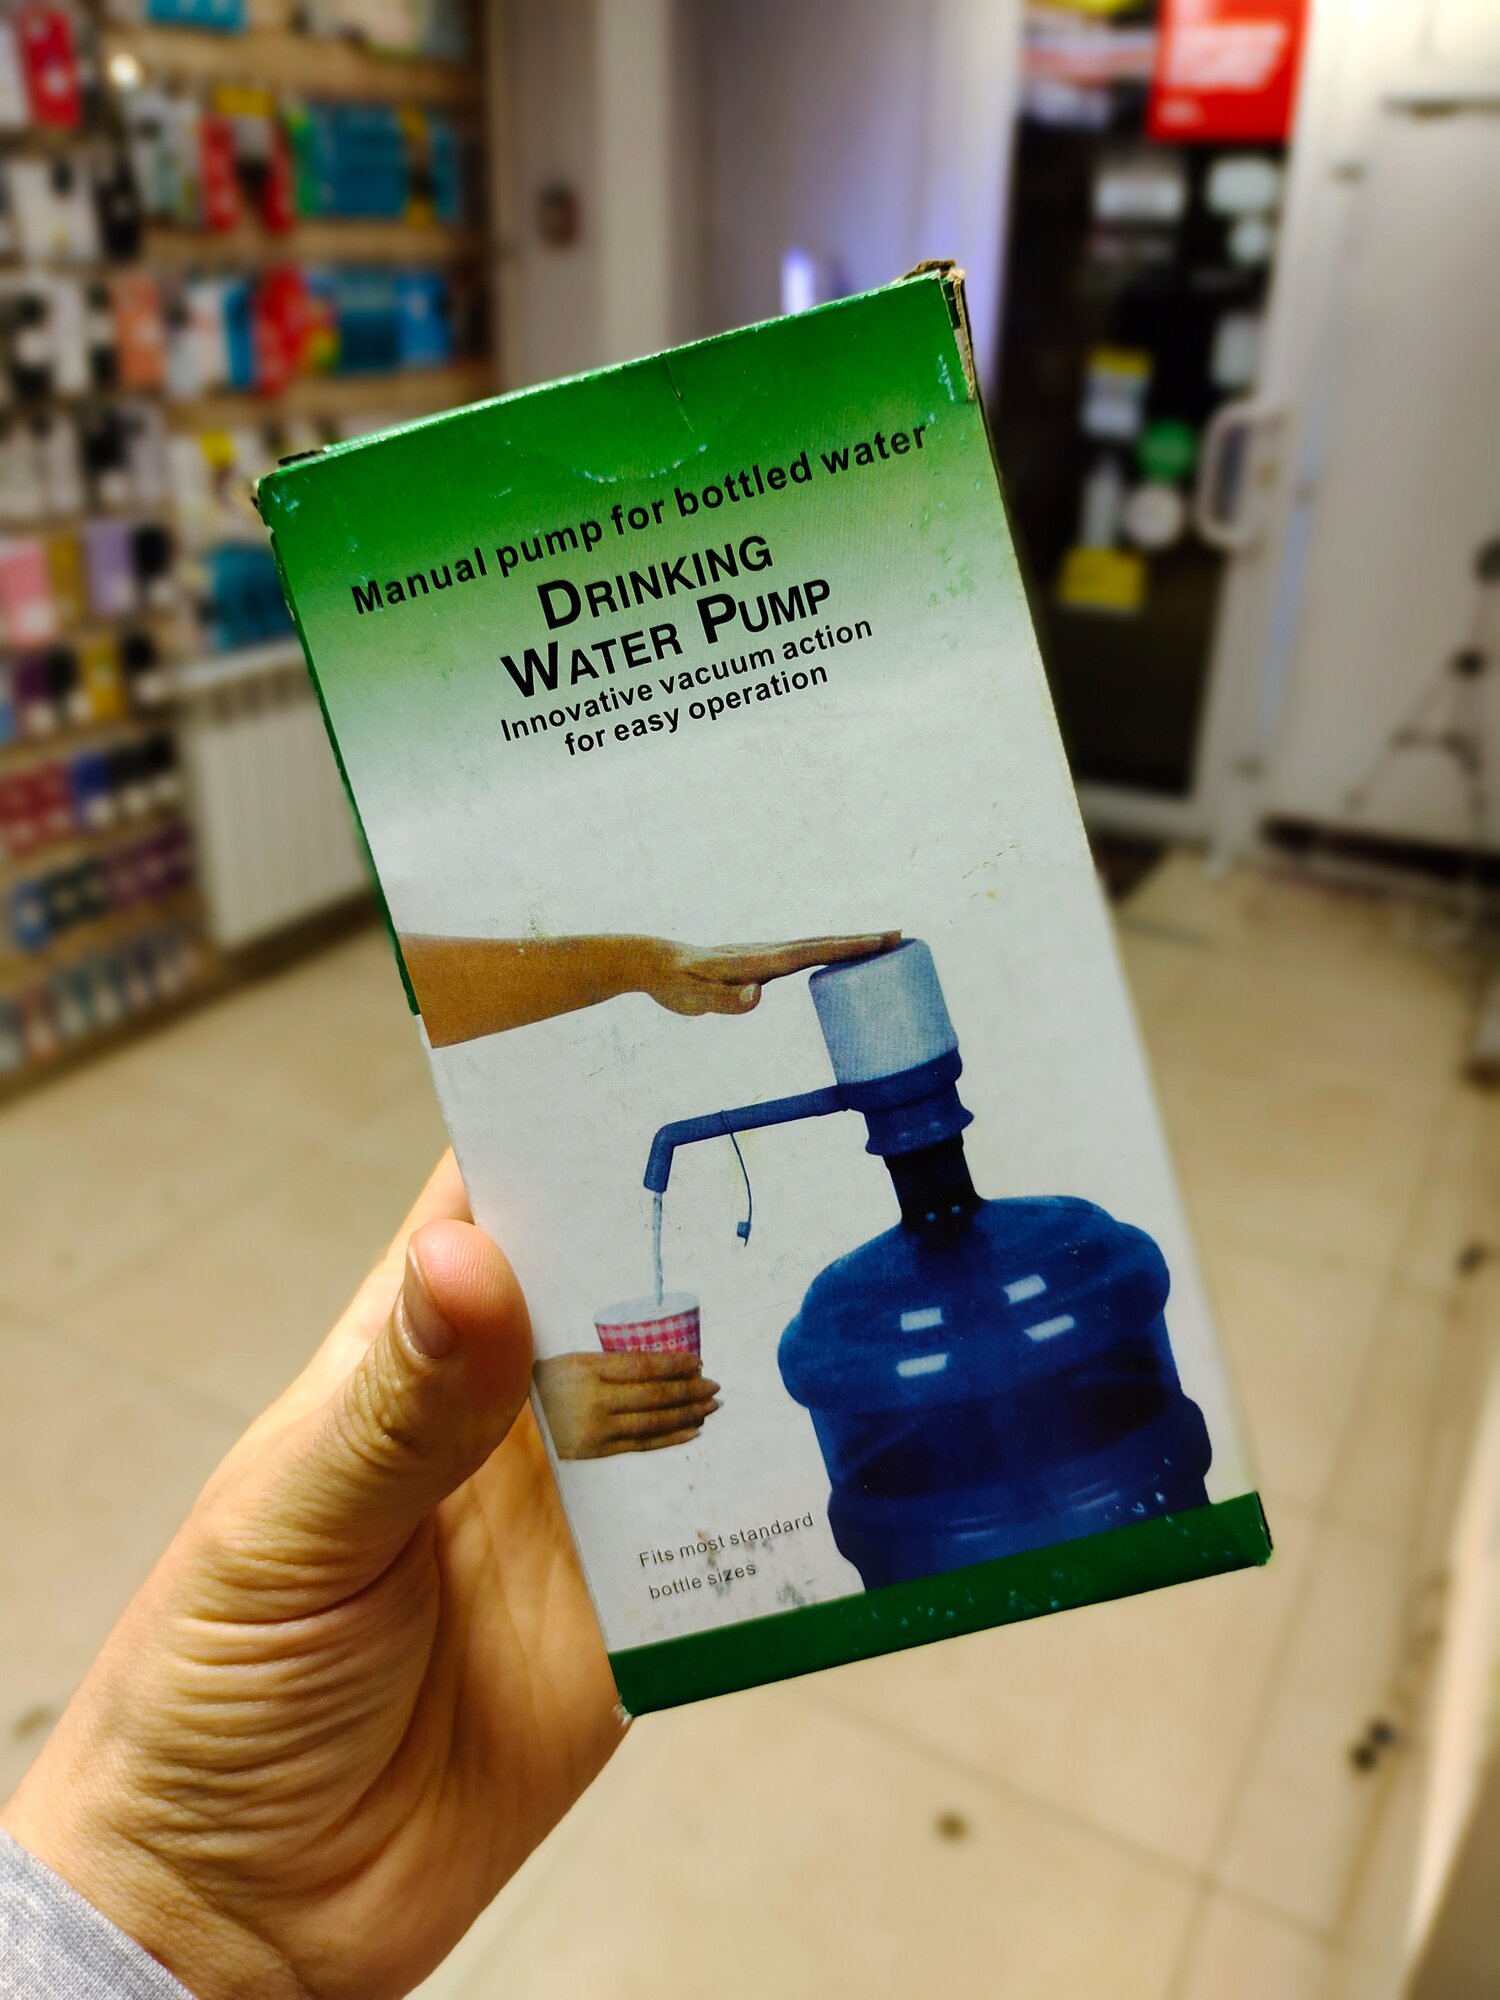 Manual pump for bottled water
DRINKING
WATER PUMP
Innovative vacuum action
for easy operation
Fits most standard
bottle sizes